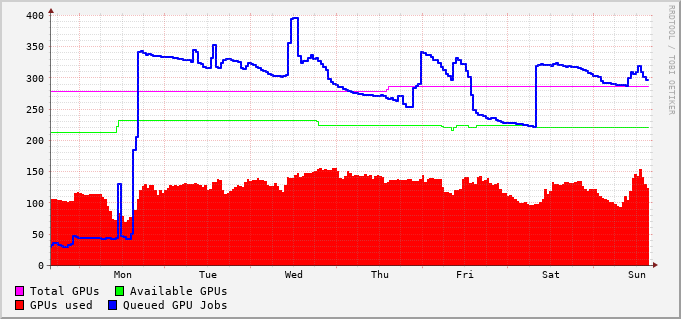 400
350
300
250
200
150
100
50
0
Mon Tue Wed Thu Fri Sat Sun
Total GPUs Available GPUs
GPUs used Queued GPU Jobs
RRDTOOL / TOBI OETIKER